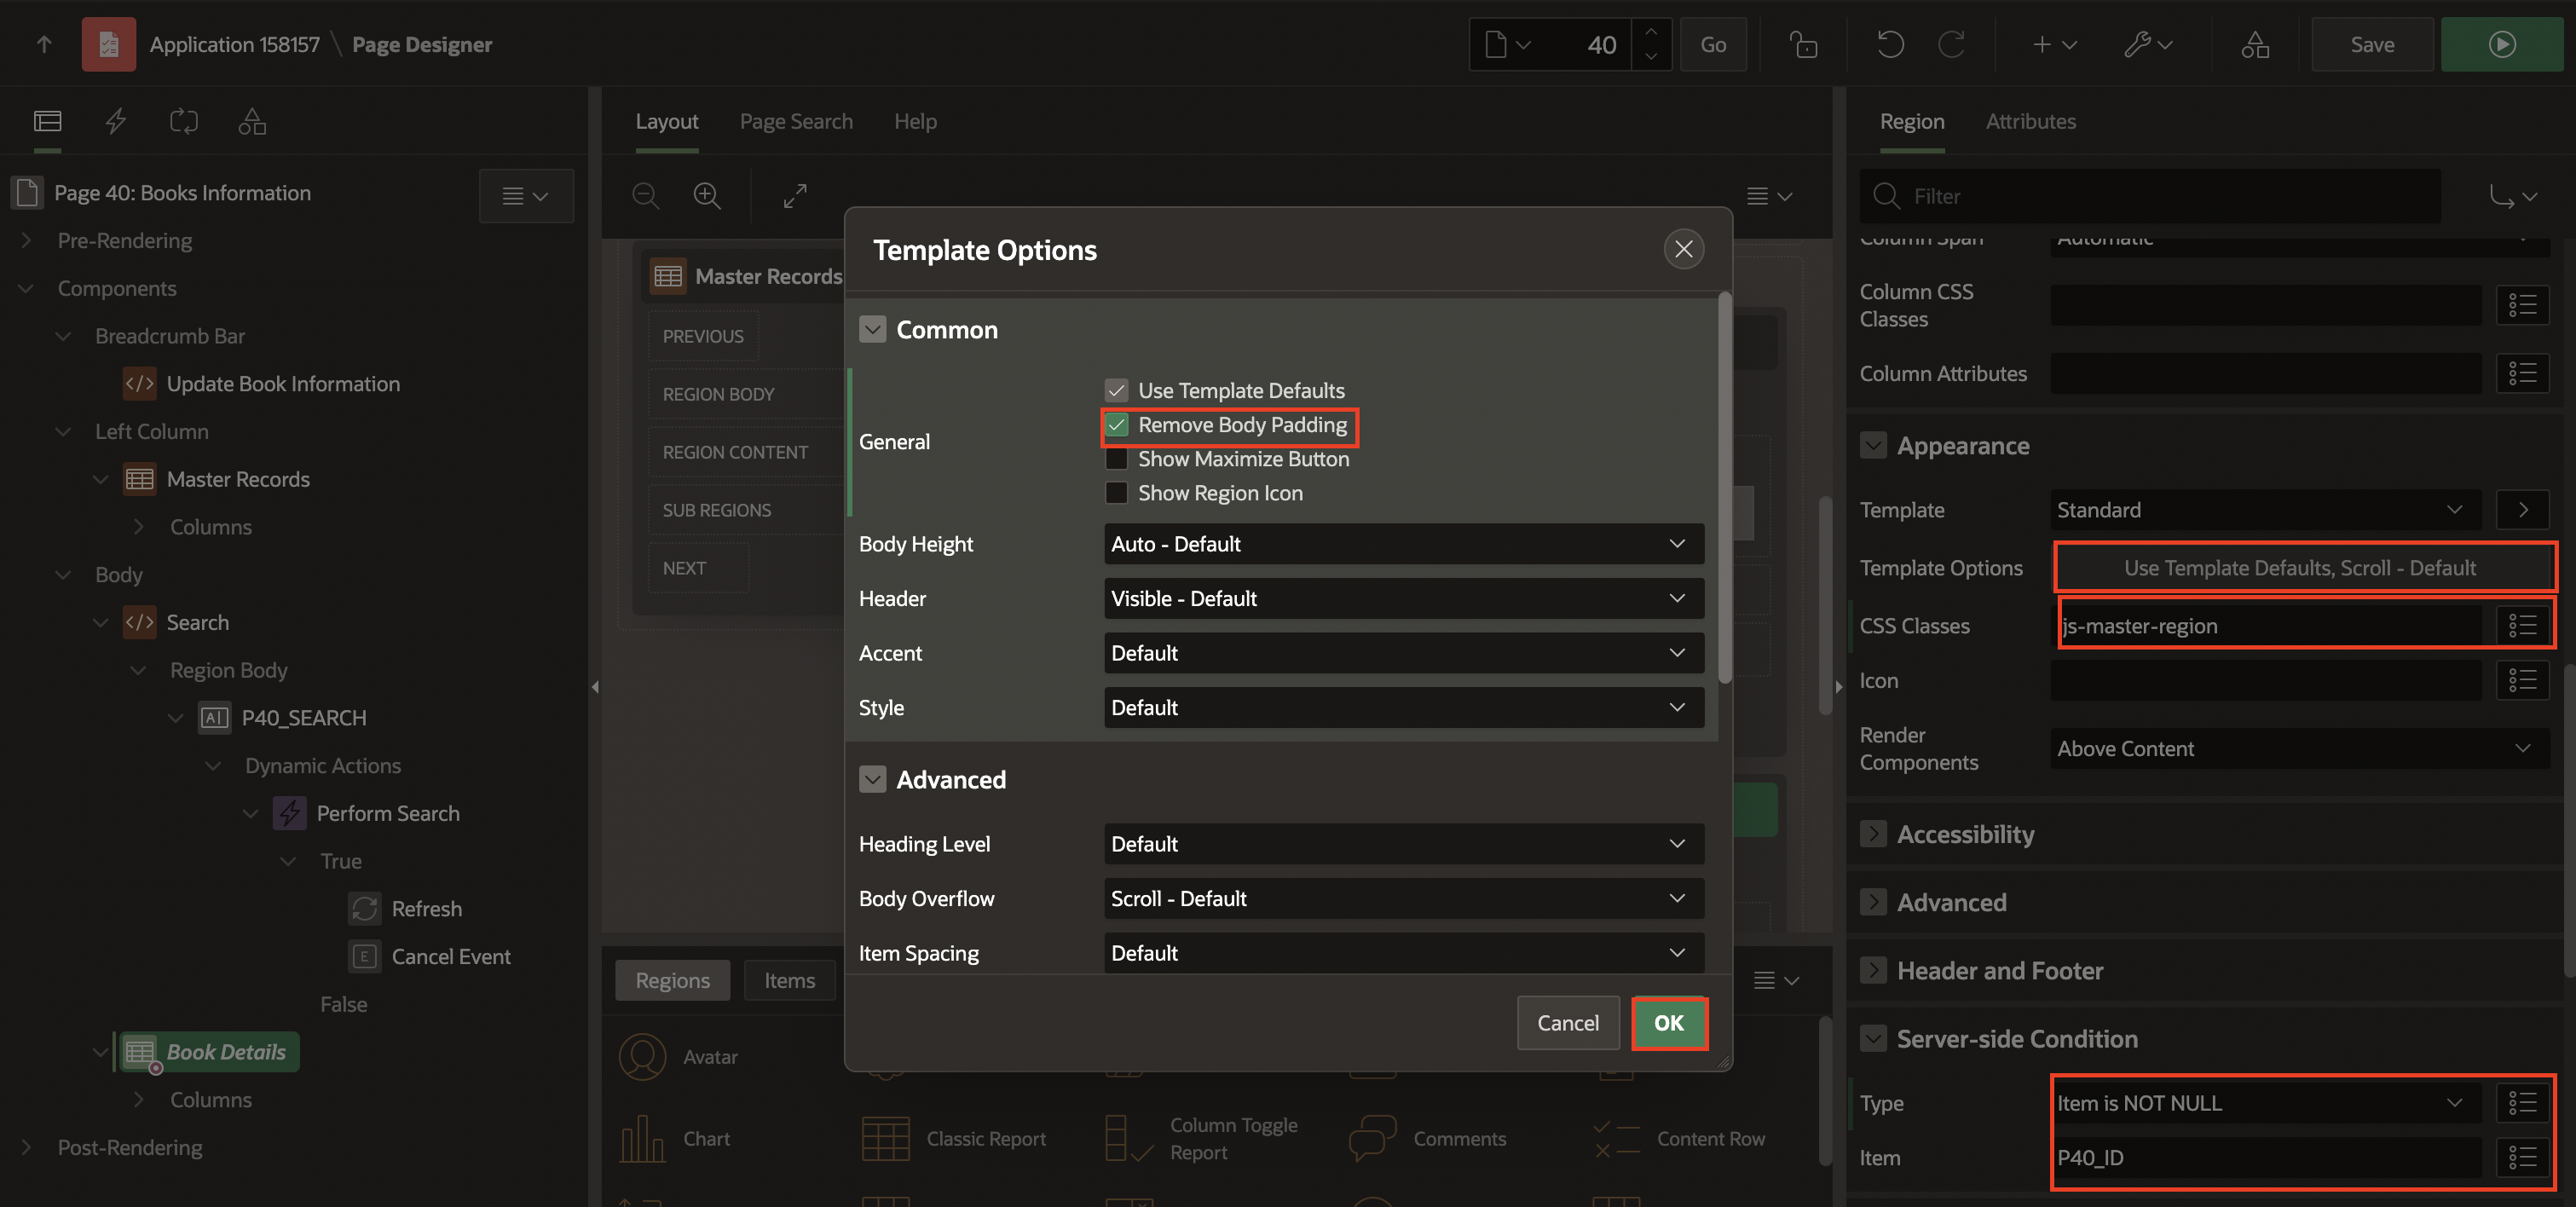 Application 158157 \ Page Designer
40
Go
Save
Layout
Page Search
Help
Region
Attributes
Page 40: Books Information
Pre-Rendering
Components
Breadcrumb Bar
Update Book Information
Left Column
Master Records
Columns
Body
Search
Region Body
P40_SEARCH
Dynamic Actions
Perform Search
True
Refresh
Cancel Event
False
Book Details
Columns
Post-Rendering
Master Records
PREVIOUS
REGION BODY
REGION CONTENT
SUB REGIONS
NEXT
Template Options
Common
General
Use Template Defaults
Remove Body Padding
Show Maximize Button
Show Region Icon
Body Height
Auto - Default
Header
Visible - Default
Accent
Default
Style
Default
Advanced
Heading Level
Default
Body Overflow
Scroll - Default
Item Spacing
Default
Cancel
OK
Regions
Items
Avatar
Chart
Classic Report
Column Toggle
Report
Comments
Content Row
Filter
Column Span
Automatic
Column CSS
Classes
Column Attributes
Appearance
Template
Standard
Template Options
Use Template Defaults, Scroll - Default
CSS Classes
js-master-region
Icon
Render
Components
Above Content
Accessibility
Advanced
Header and Footer
Server-side Condition
Type
Item is NOT NULL
Item
P40_ID